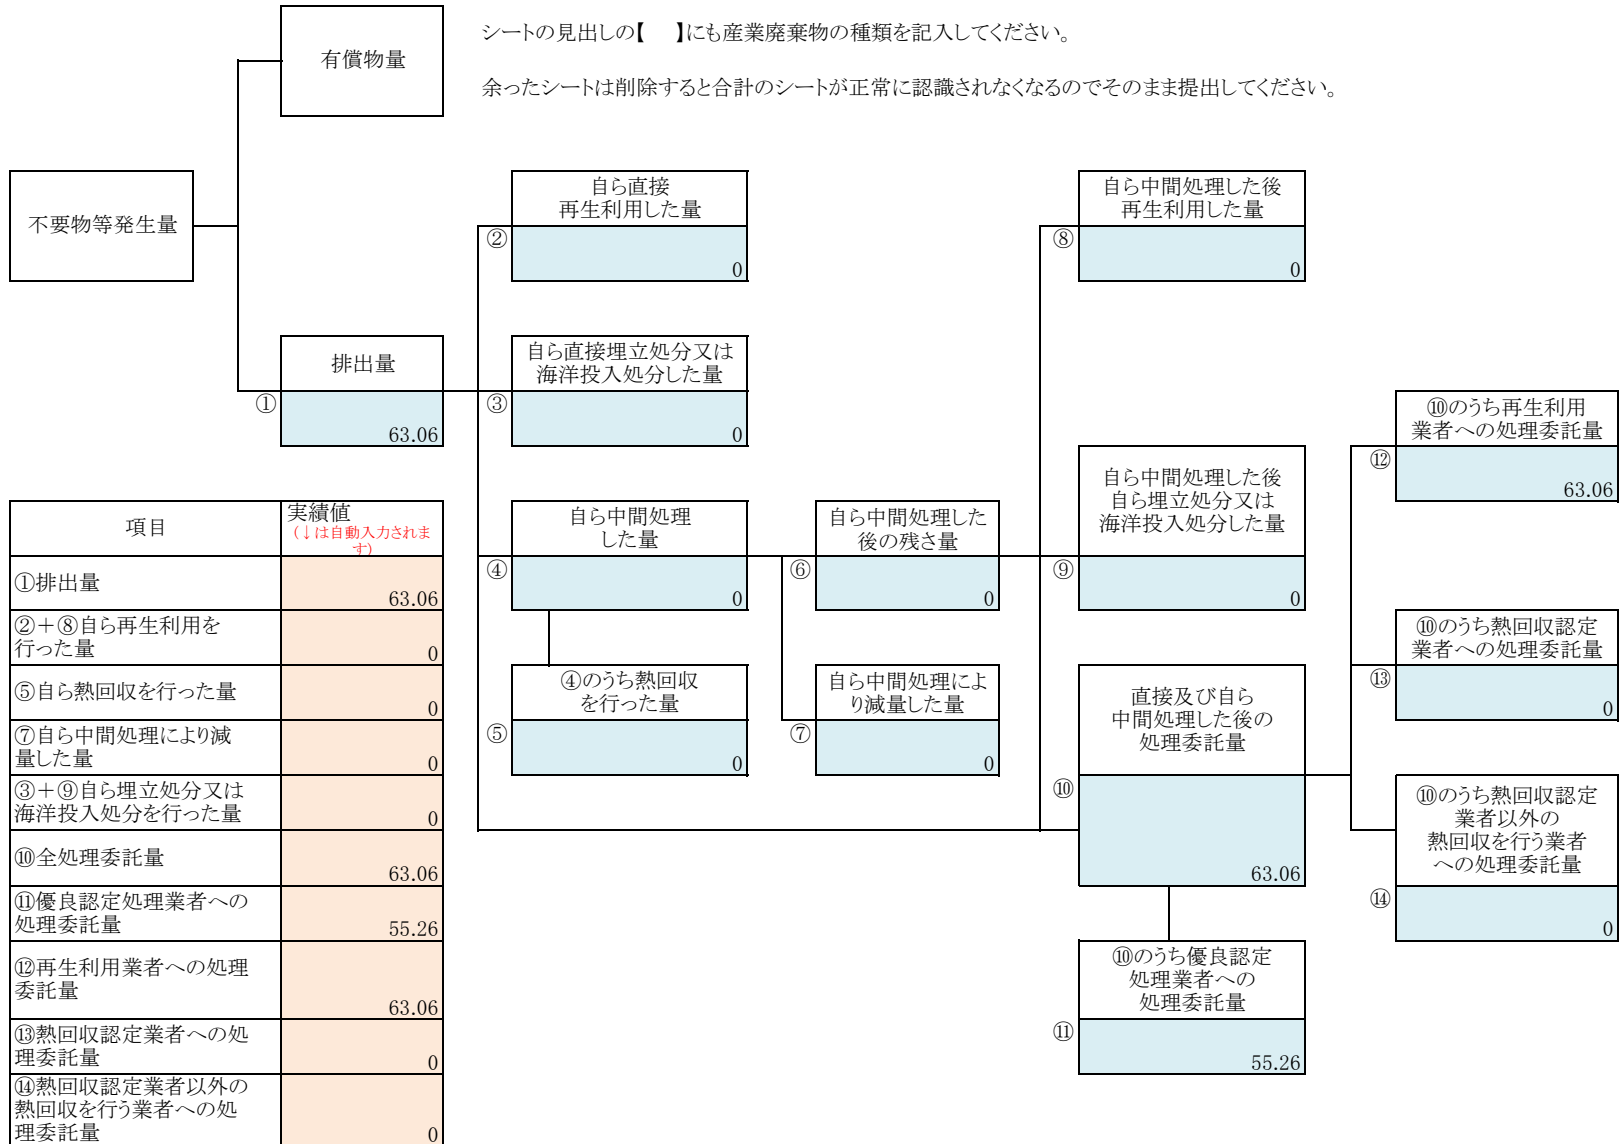 シートの見出しの【　】にも産業廃棄物の種類を記入してください。
余ったシートは削除すると合計のシートが正常に認識されなくなるのでそのまま提出してください。
有償物量
不要物等発生量
排出量
①
63.06
自ら直接
再生利用した量
②
0
自ら直接埋立処分又は
海洋投入処分した量
③
0
自ら中間処理
した量
④
0
④のうち熱回収
を行った量
⑤
0
自ら中間処理した
後の残さ量
⑥
0
自ら中間処理によ
り減量した量
⑦
0
自ら中間処理した後
再生利用した量
⑧
0
自ら中間処理した後
自ら埋立処分又は
海洋投入処分した量
⑨
0
直接及び自ら
中間処理した後の
処理委託量
⑩
63.06
⑩のうち優良認定
処理業者への
処理委託量
⑪
55.26
⑩のうち再生利用
業者への処理委託量
⑫
63.06
⑩のうち熱回収認定
業者への処理委託量
⑬
0
⑩のうち熱回収認定
業者以外の
熱回収を行う業者
への処理委託量
⑭
0
項目
実績値
（↓は自動入力されま
す）
①排出量
63.06
②＋⑧自ら再生利用を
行った量
0
⑤自ら熱回収を行った量
0
⑦自ら中間処理により減
量した量
0
③＋⑨自ら埋立処分又は
海洋投入処分を行った量
0
⑩全処理委託量
63.06
⑪優良認定処理業者への
処理委託量
55.26
⑫再生利用業者への処理
委託量
63.06
⑬熱回収認定業者への処
理委託量
0
⑭熱回収認定業者以外の
熱回収を行う業者への処
理委託量
0